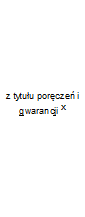 z tytułu poręczeń i
gwarancji x